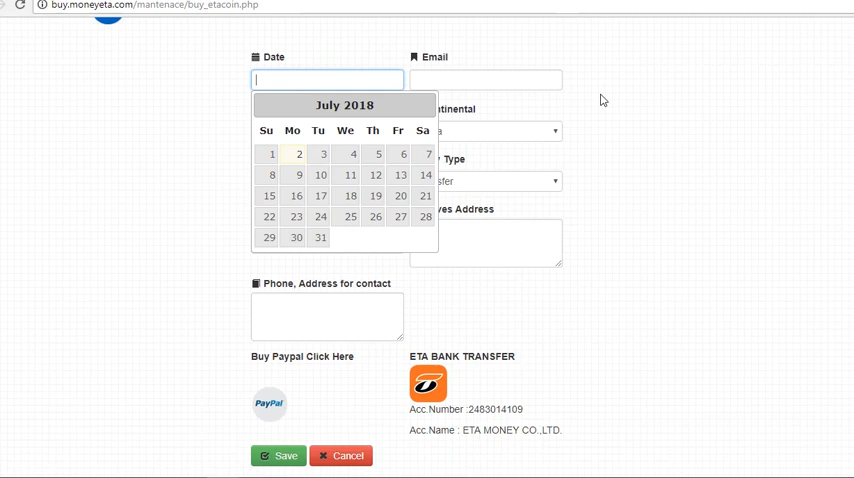 buy.moneyeta.com/mantenace/buy_etacoin.php
Date
Email
July 2018
Su Mo Tu We Th Fr Sa
1 2 3 4 5 6 7
8 9 10 11 12 13 14
15 16 17 18 19 20 21
22 23 24 25 26 27 28
29 30 31
ntinental
a
Type
sfer
ves Address
Phone, Address for contact
Buy Paypal Click Here
ETA BANK TRANSFER
PayPal
Acc.Number :2483014109
Acc.Name : ETA MONEY CO.,LTD.
Save
Cancel